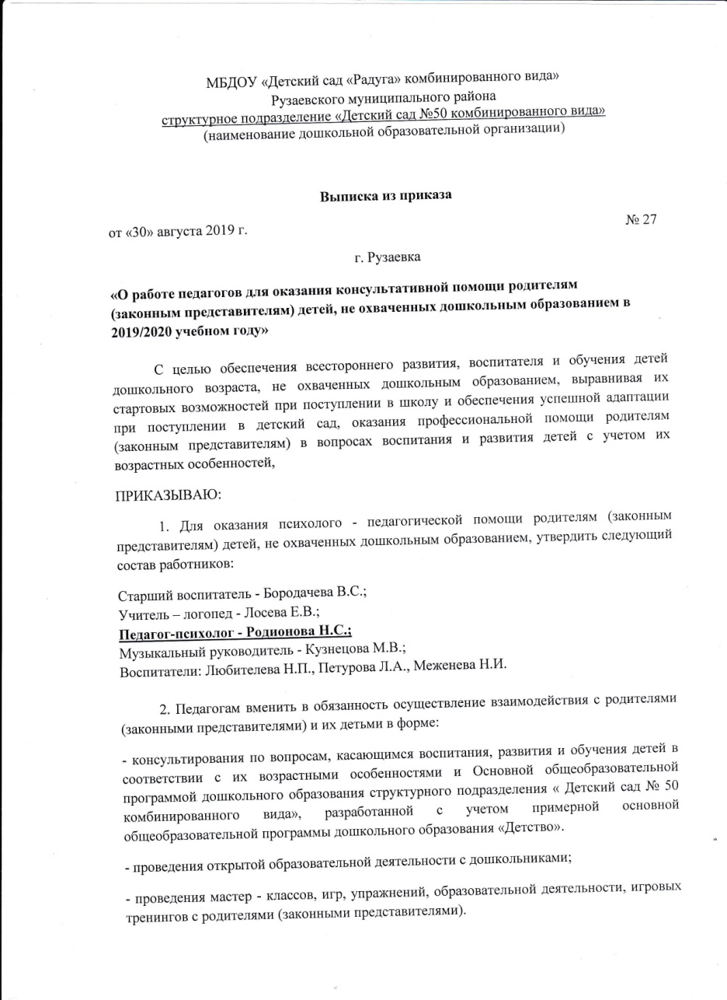 МБДОУ «Детский сад «Радуга» комбинированного вида»
Рузаевского муниципального района
структурное подразделение «Детский сад №50 комбинированного вида»
(наименование дошкольной образовательной организации)
Выписка из приказа
от «30» августа 2019 г. № 27
г. Рузаевка
«О работе педагогов для оказания консультативной помощи родителям
(законным представителям) детей, не охваченных дошкольным образованием в
2019/2020 учебном году»
С целью обеспечения всестороннего развития, воспитателя и обучения детей
дошкольного возраста, не охваченных дошкольным образованием, выравнивая их
стартовых возможностей при поступлении в школу и обеспечения успешной адаптации
при поступлении в детский сад, оказания профессиональной помощи родителям
(законным представителям) в вопросах воспитания и развития детей с учетом их
возрастных особенностей,
ПРИКАЗЫВАЮ:
1. Для оказания психолого - педагогической помощи родителям (законным
представителям) детей, не охваченных дошкольным образованием, утвердить следующий
состав работников:
Старший воспитатель - Бородачева В.С.;
Учитель – логопед - Лосева Е.В.;
Педагог-психолог - Родионова Н.С.;
Музыкальный руководитель - Кузнецова М.В.;
Воспитатели: Любителева Н.П., Петурова Л.А., Меженева Н.И.
2. Педагогам вменить в обязанность осуществление взаимодействия с родителями
(законными представителями) и их детьми в форме:
- консультирования по вопросам, касающимся воспитания, развития и обучения детей в
соответствии с их возрастными особенностями и Основной общеобразовательной
программой дошкольного образования структурного подразделения « Детский сад № 50
комбинированного вида», разработанной с учетом примерной основной
общеобразовательной программы дошкольного образования «Детство».
- проведения открытой образовательной деятельности с дошкольниками;
- проведения мастер - классов, игр, упражнений, образовательной деятельности, игровых
тренингов с родителями (законными представителями).